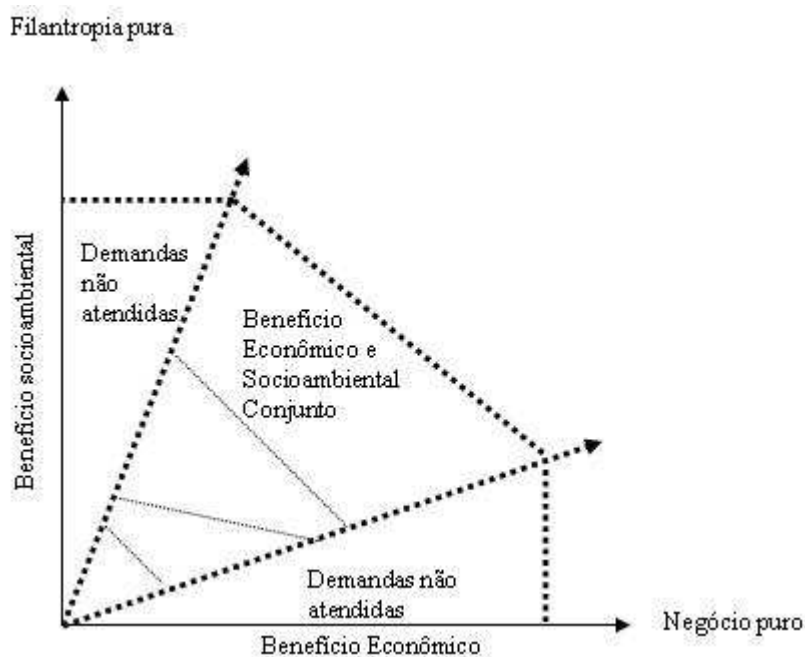 Filantropia pura
Benefício socioambiental
Demandas
não
atendidas
Benefício
Econômico e
Socioambiental
Conjunto
Demandas não
atendidas
Negócio puro
Benefício Econômico